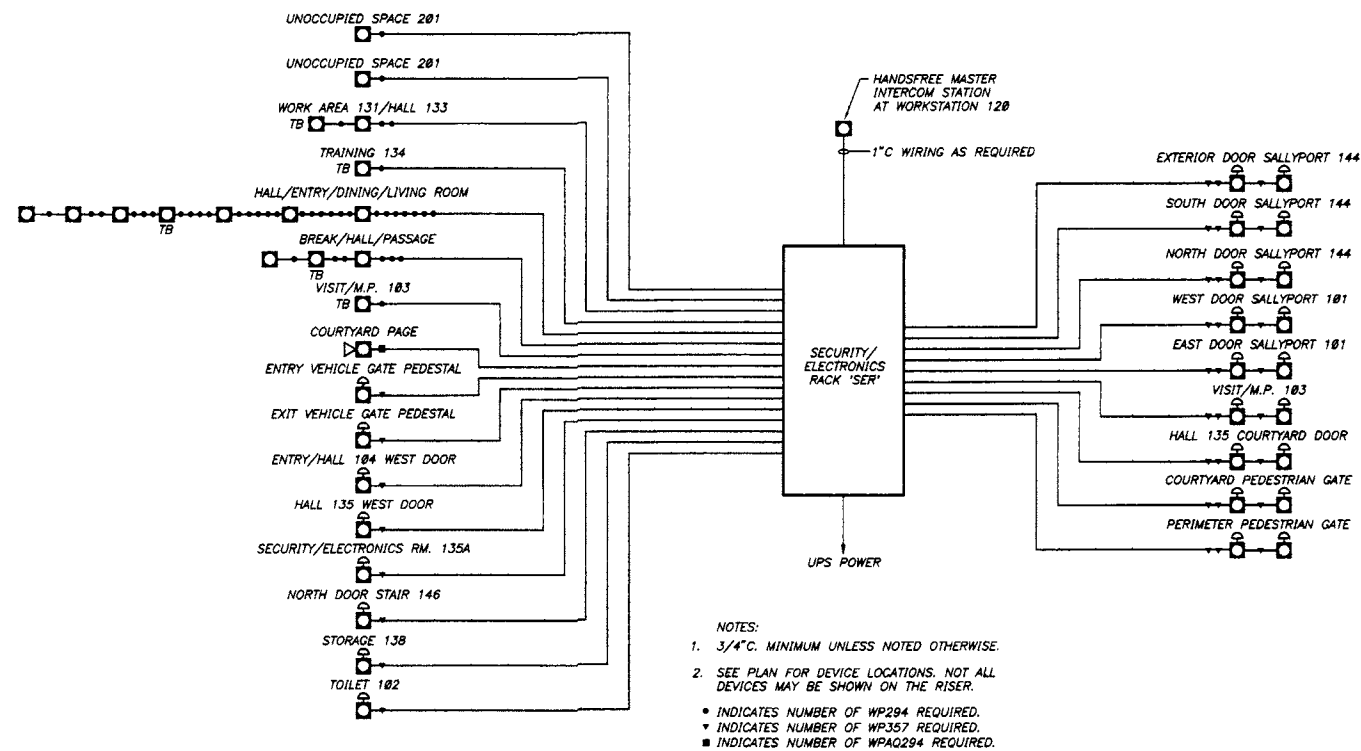 UNOCCUPIED SPACE 201
UNOCCUPIED SPACE 201
WORK AREA 131/HALL 133
TB
TRAINING 134
TB
HALL/ENTRY/DINING/LIVING ROOM
TB
BREAK/HALL/PASSAGE
TB
VISIT/M.P. 103
TB
COURTYARD PAGE
ENTRY VEHICLE GATE PEDESTAL
EXIT VEHICLE GATE PEDESTAL
ENTRY/HALL 104 WEST DOOR
HALL 135 WEST DOOR
SECURITY/ELECTRONICS RM. 135A
NORTH DOOR STAIR 146
STORAGE 138
TOILET 102
HANDSFREE MASTER
INTERCOM STATION
AT WORKSTATION 120
1"C WIRING AS REQUIRED
SECURITY/
ELECTRONICS
RACK 'SER'
UPS POWER
EXTERIOR DOOR SALLYPORT 144
SOUTH DOOR SALLYPORT 144
NORTH DOOR SALLYPORT 144
WEST DOOR SALLYPORT 101
EAST DOOR SALLYPORT 101
VISIT/M.P. 103
HALL 135 COURTYARD DOOR
COURTYARD PEDESTRIAN GATE
PERIMETER PEDESTRIAN GATE
NOTES:
1. 3/4"C. MINIMUM UNLESS NOTED OTHERWISE.
2. SEE PLAN FOR DEVICE LOCATIONS. NOT ALL
DEVICES MAY BE SHOWN ON THE RISER.
• INDICATES NUMBER OF WP294 REQUIRED.
▼ INDICATES NUMBER OF WP357 REQUIRED.
■ INDICATES NUMBER OF WPAQ294 REQUIRED.